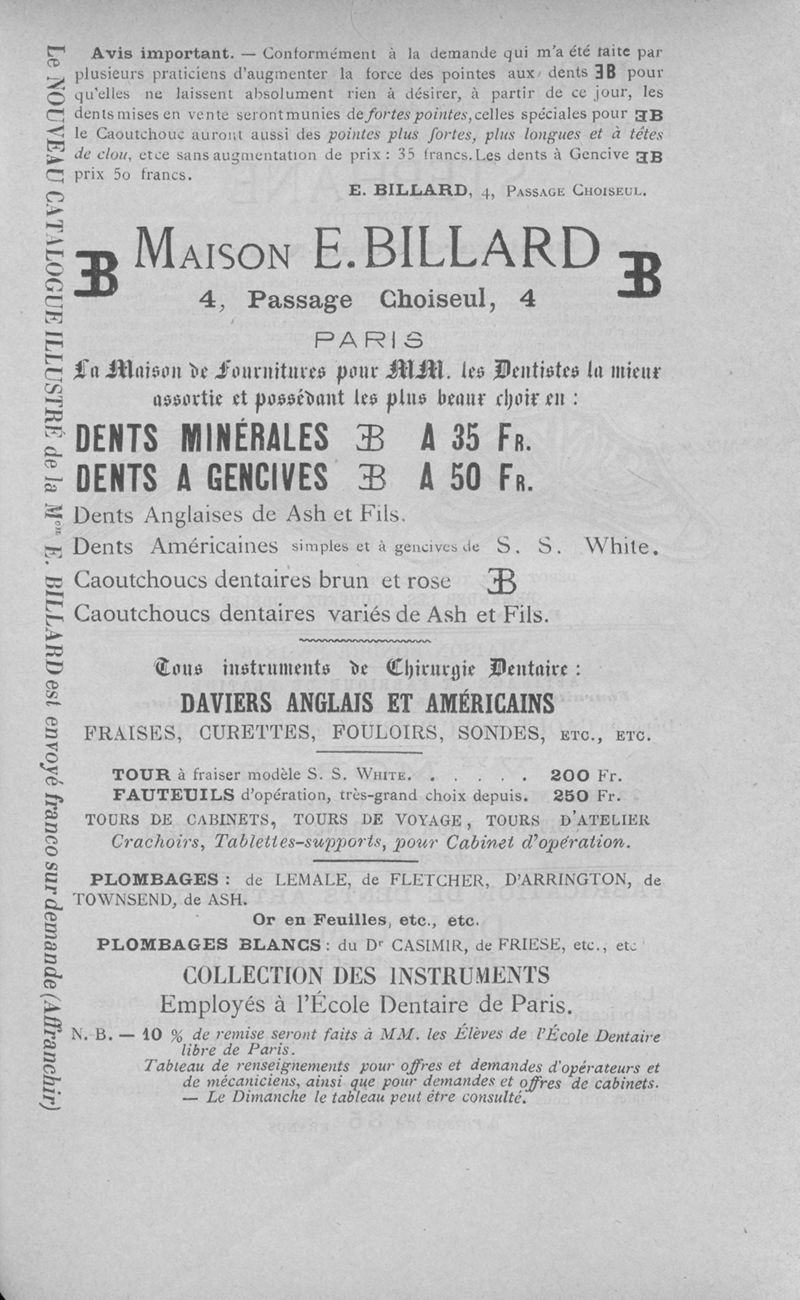 Avis important. — Conformément à la demande qui m'a été faite par
plusieurs praticiens d'augmenter la force des pointes aux dents ƎB pour
qu'elles ne laissent absolument rien à désirer, à partir de ce jour, les
dents mises en vente seront munies de fortes pointes, celles spéciales pour ƎB
le Caoutchouc auront aussi des pointes plus fortes, plus longues et à têtes
de clou, et ce sans augmentation de prix : 35 francs. Les dents à Gencive ƎB
prix 5o francs.
E. BILLARD, 4, PASSAGE CHOISEUL.
ƎB MAISON E. BILLARD ƎB
4, Passage Choiseul, 4
PARIS
La Maison de Fournitures pour MM. les Dentistes la mieux
assortie et possédant les plus beaux choix en :
DENTS MINÉRALES ƎB A 35 FR.
DENTS A GENCIVES ƎB A 50 FR.
Dents Anglaises de Ash et Fils.
Dents Américaines simples et à gencives de S. S. White.
Caoutchoucs dentaires brun et rose ƎB
Caoutchoucs dentaires variés de Ash et Fils.
Tous instruments de Chirurgie Dentaire :
DAVIERS ANGLAIS ET AMÉRICAINS
FRAISES, CURETTES, FOULOIRS, SONDES, ETC., ETC.
TOUR à fraiser modèle S. S. WHITE. . . . . . 200 Fr.
FAUTEUILS d'opération, très-grand choix depuis. 250 Fr.
TOURS DE CABINETS, TOURS DE VOYAGE, TOURS D'ATELIER
Crachoirs, Tablettes-supports, pour Cabinet d'opération.
PLOMBAGES : de LEMALE, de FLETCHER, D'ARRINGTON, de
TOWNSEND, de ASH.
Or en Feuilles, etc., etc.
PLOMBAGES BLANCS : du Dr CASIMIR, de FRIESE, etc., etc
COLLECTION DES INSTRUMENTS
Employés à l'École Dentaire de Paris.
N. B. — 10 % de remise seront faits à MM. les Élèves de l'École Dentaire
libre de Paris.
Tableau de renseignements pour offres et demandes d'opérateurs et
de mécaniciens, ainsi que pour demandes et offres de cabinets.
— Le Dimanche le tableau peut être consulté.
Le NOUVEAU CATALOGUE ILLUSTRÉ de la Mon E. BILLARD est envoyé franco sur demande (Affranchir)